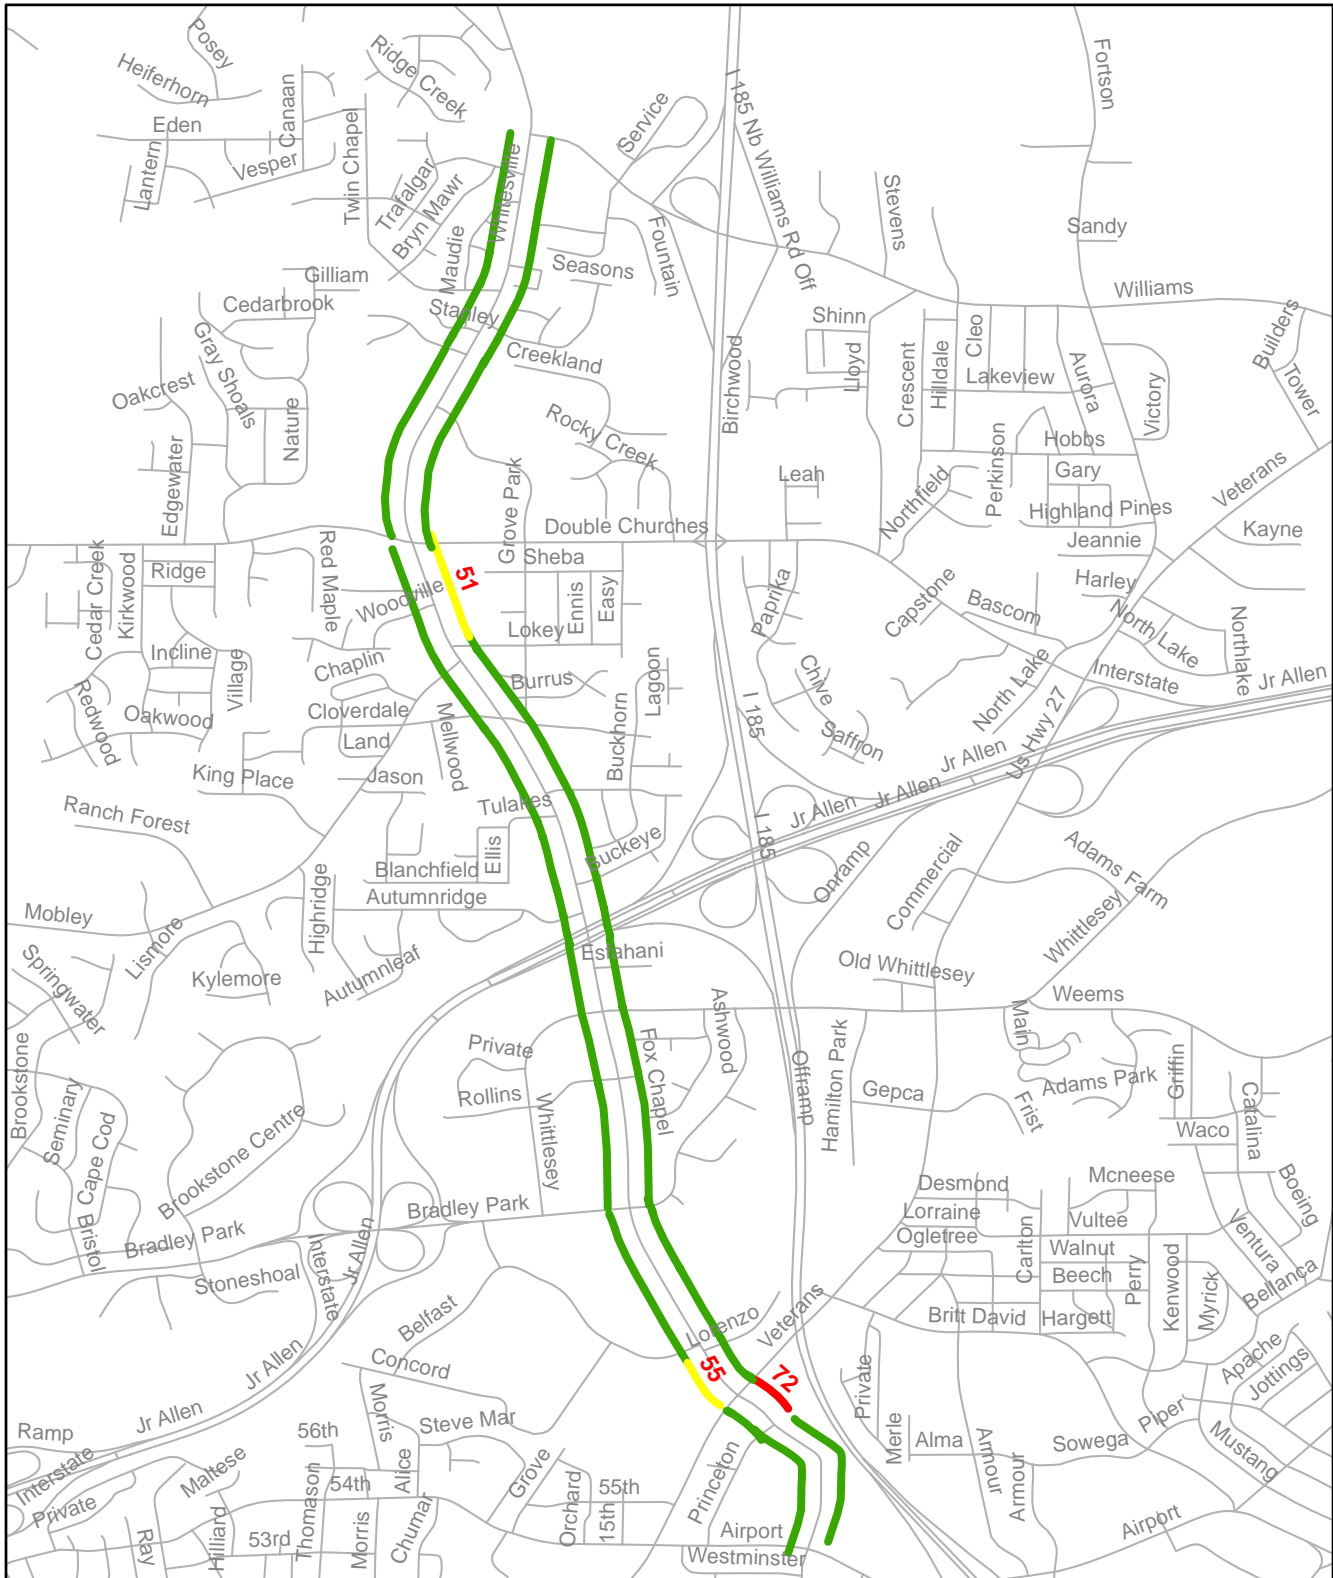 Posey
Ridge Creek
Heiferhorn
Canaan
Fortson
I 185 Nb Williams Rd Off
Service
Eden
Twin Chapel
Lantern
Vesper
Trafalgar
Bryn Mawr
Whitesville
Stevens
Sandy
Maudie
Fountain
Seasons
Gilliam
Cedarbrook
Stanley
Williams
Builders
Shinn
Cleo
Gray Shoals
Creekland
Birchwood
Lloyd
Crescent
Hilldale
Lakeview
Aurora
Victory
Tower
Oakcrest
Nature
Rocky Creek
Edgewater
Hobbs
Perkinson
Gary
Leah
Northfield
Highland Pines
Veterans
Grove Park
Double Churches
Kayne
Jeannie
Cedar Creek
Kirkwood
Ridge
Red Maple
Woodville
51
Sheba
Ennis
Easy
Paprika
Capstone
Bascom
Harley
North Lake
Northlake
Incline
Lokey
Village
Chaplin
Burrus
Lagoon
Chive
North Lake
Interstate
Jr Allen
Redwood
Oakwood
Cloverdale
Land
Mellwood
Buckhorn
I 185
Saffron
Us Hwy 27
King Place
Jason
Jr Allen
Jr Allen
Jr Allen
Ranch Forest
Tulakes
Buckeye
I 185
Onramp
Commercial
Adams Farm
Blanchfield
Ellis
Autumnridge
Highridge
Whittlesey
Mobley
Lismore
Springwater
Kylemore
Autumnleaf
Esfahani
Old Whittlesey
Weems
Ashwood
Main
Brookstone
Private
Fox Chapel
Offramp
Hamilton Park
Griffin
Seminary
Rollins
Whittlesey
Gepca
Adams Park
Frist
Catalina
Cape Cod
Brookstone Centre
Waco
Bristol
Bradley Park
Bradley Park
Desmond
Mcneese
Boeing
Lorraine
Vultee
Ogletree
Carlton
Walnut
Ventura
Stoneshoal
Interstate
Jr Allen
Beech
Perry
Kenwood
Myrick
Bellanca
Belfast
Lorenzo
Veterans
Britt David
Hargett
Jr Allen
Concord
55
72
Private
Apache
Jottings
Ramp
Jr Allen
Morris
Steve Mar
56th
Merle
Alma
Armour
Armour
Sowega
Piper
Mustang
Interstate
Private
Maltese
Thomason
54th
Alice
Grove
Orchard
55th
15th
Princeton
Ray
Hilliard
53rd
Morris
Chumar
Airport
Westminster
Airport